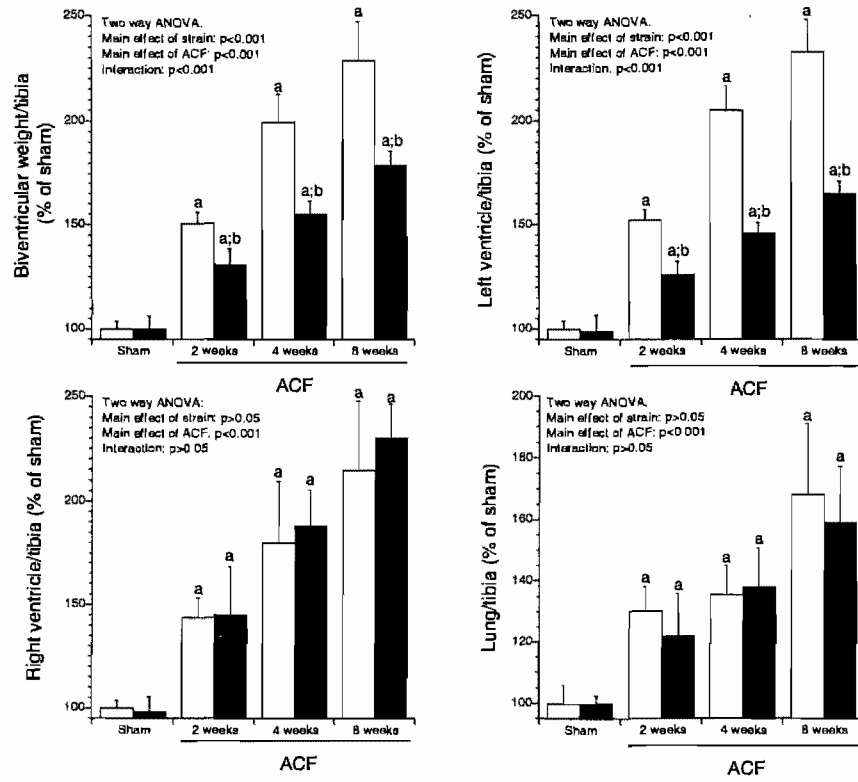 250
Two way ANOVA.
Main effect of strain: p<0.001
Main effect of ACF: p<0.001
Interaction: p<0.001
a
a
a
a;b
a;b
a;b
200
150
100
Biventricular weight/tibia
(% of sham)
Sham
2 weeks
4 weeks
8 weeks
ACF
250
Two way ANOVA.
Main effect of strain: p<0.001
Main effect of ACF: p<0.001
Interaction. p<0.001
a
a
a
a;b
a;b
a;b
200
150
100
Left ventricle/tibia (% of sham)
Sham
2 weeks
4 weeks
8 weeks
ACF
250
Two way ANOVA:
Main effect of strain: p>0.05
Main effect of ACF. p<0.001
Interaction; p>0 05
a
a
a
a
a
a
200
150
100
Right ventricle/tibia (% of sham)
Sham
2 weeks
4 weeks
8 weeks
ACF
200
Two way ANOVA.
Main effect of strain: p>0.05
Main effect of ACF: p<0 001
Interaction: p>0.05
a
a
a
a
a
a
180
160
140
120
100
Lung/tibia (% of sham)
Sham
2 weeks
4 weeks
8 weeks
ACF